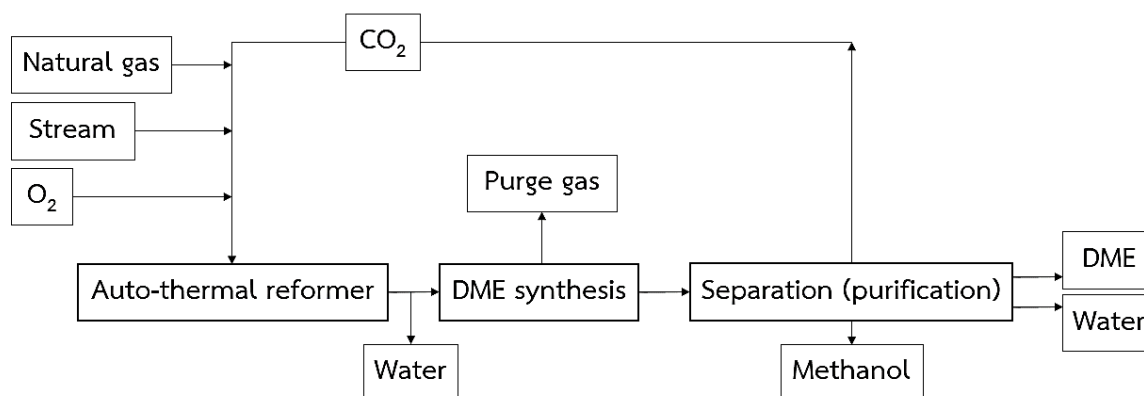 CO₂
Natural gas
Stream
O₂
Purge gas
Auto-thermal reformer
DME synthesis
Separation (purification)
DME
Water
Water
Methanol